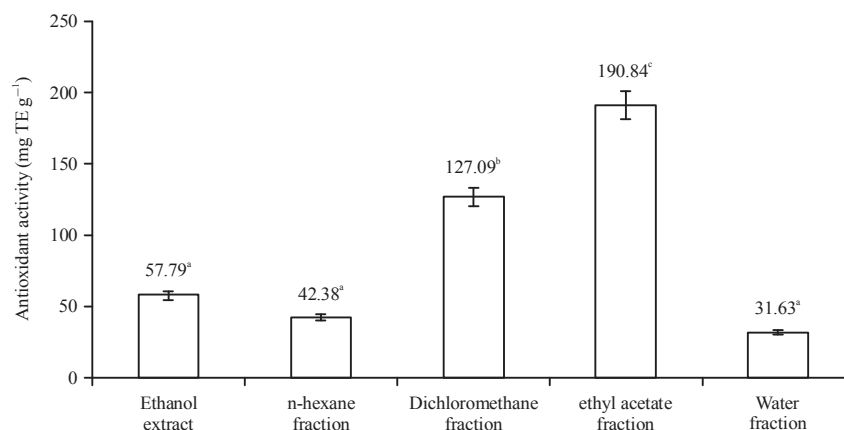 250
200
150
100
50
0
Antioxidant activity (mg TE g⁻¹)
57.79ᵃ
42.38ᵃ
127.09ᵇ
190.84ᶜ
31.63ᵃ
Ethanol
extract
n-hexane
fraction
Dichloromethane
fraction
ethyl acetate
fraction
Water
fraction